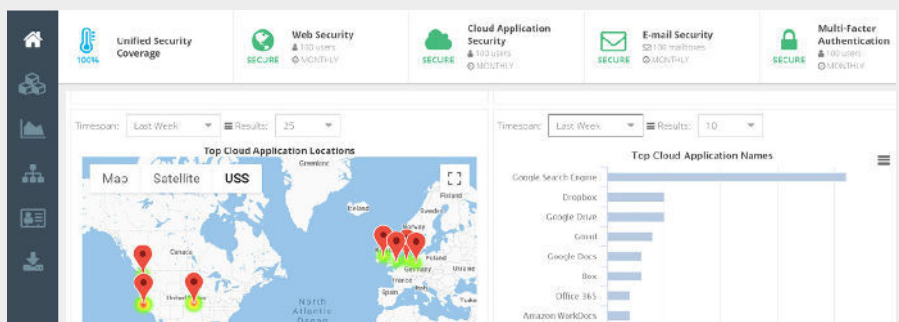 100%
Unified Security
Coverage
SECURE
Web Security
100 users
MONTHLY
SECURE
Cloud Application
Security
100 users
MONTHLY
SECURE
E-mail Security
100 mailboxes
MONTHLY
SECURE
Multi-Factor
Authentication
100 users
MONTHLY
Timespan: Last Week Results: 25
Top Cloud Application Locations
Map Satellite USS
Greenland
Iceland
Finland
Sweden
Norway
Canada
Poland
Germany
Ukraine
France
Spain
United States
North
Atlantic
Ocean
Timespan: Last Week Results: 10
Top Cloud Application Names
Google Search Engine
Dropbox
Google Drive
Gmail
Google Docs
Box
Office 365
Amazon WorkDocs